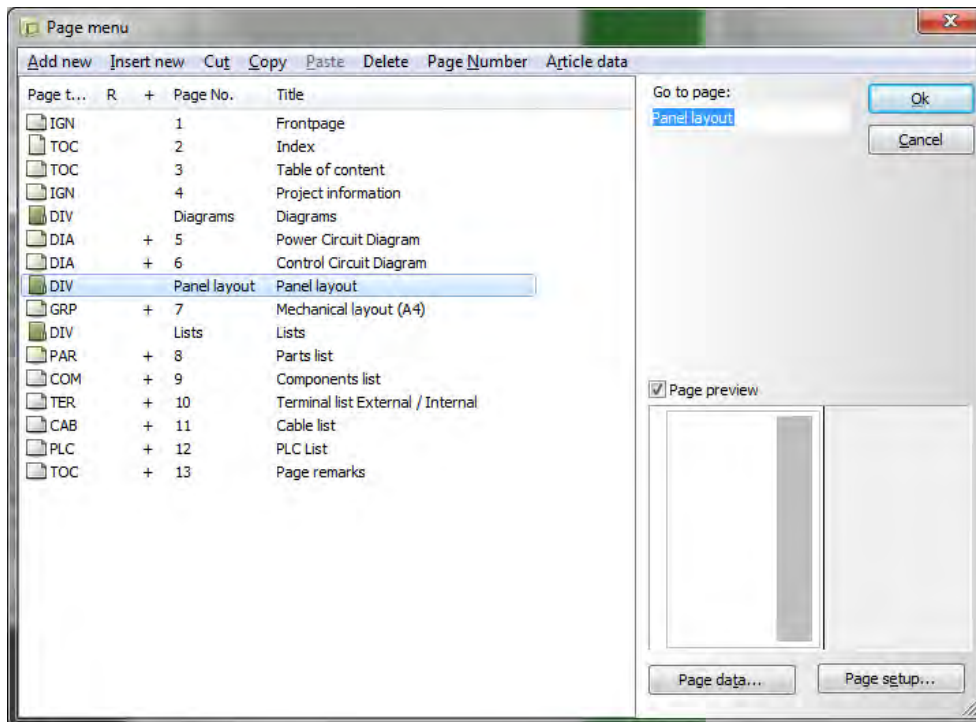 Page menu
Add new Insert new Cut Copy Paste Delete Page Number Article data
Page t... R + Page No. Title
IGN 1 Frontpage
TOC 2 Index
TOC 3 Table of content
IGN 4 Project information
DIV Diagrams Diagrams
DIA + 5 Power Circuit Diagram
DIA + 6 Control Circuit Diagram
DIV Panel layout Panel layout
GRP + 7 Mechanical layout (A4)
DIV Lists Lists
PAR + 8 Parts list
COM + 9 Components list
TER + 10 Terminal list External / Internal
CAB + 11 Cable list
PLC + 12 PLC List
TOC + 13 Page remarks
Go to page:
Panel layout
Ok
Cancel
Page preview
Page data... Page setup...